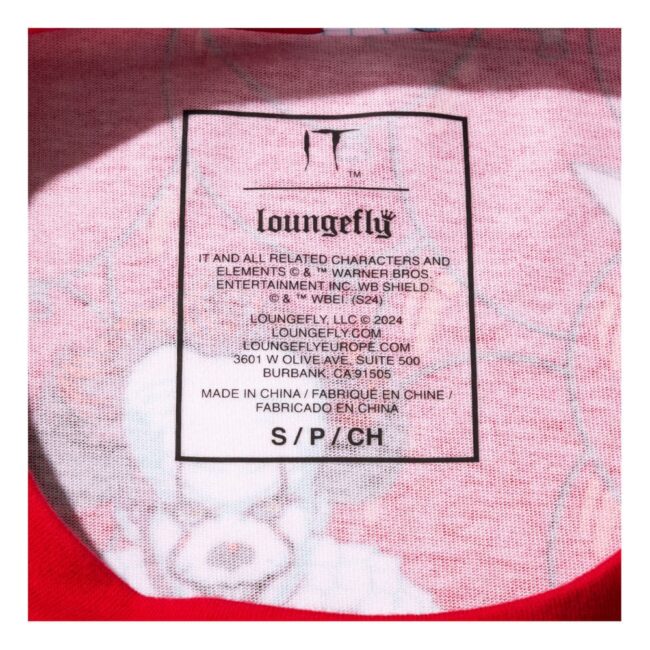 IT
TM
loungefly
IT AND ALL RELATED CHARACTERS AND
ELEMENTS © & ™ WARNER BROS.
ENTERTAINMENT INC. WB SHIELD:
© & ™ WBEI. (S24)
LOUNGEFLY, LLC © 2024
LOUNGEFLY.COM
LOUNGEFLYEUROPE.COM
3601 W OLIVE AVE, SUITE 500
BURBANK, CA 91505
MADE IN CHINA / FABRIQUÉ EN CHINE /
FABRICADO EN CHINA
S / P / CH